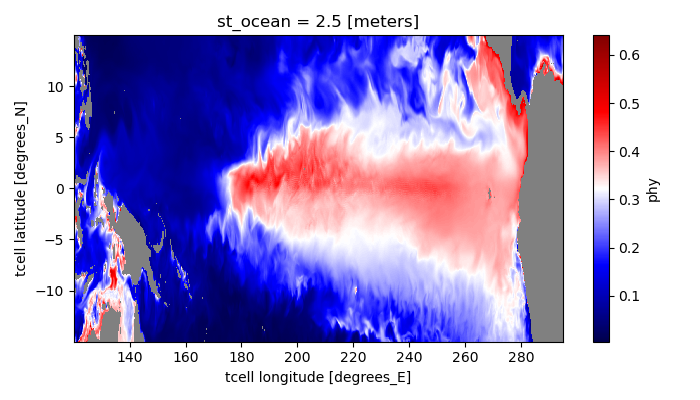 st_ocean = 2.5 [meters]
10
5
0
−5
−10
tcell latitude [degrees_N]
140 160 180 200 220 240 260 280
tcell longitude [degrees_E]
0.6
0.5
0.4
0.3
0.2
0.1
phy